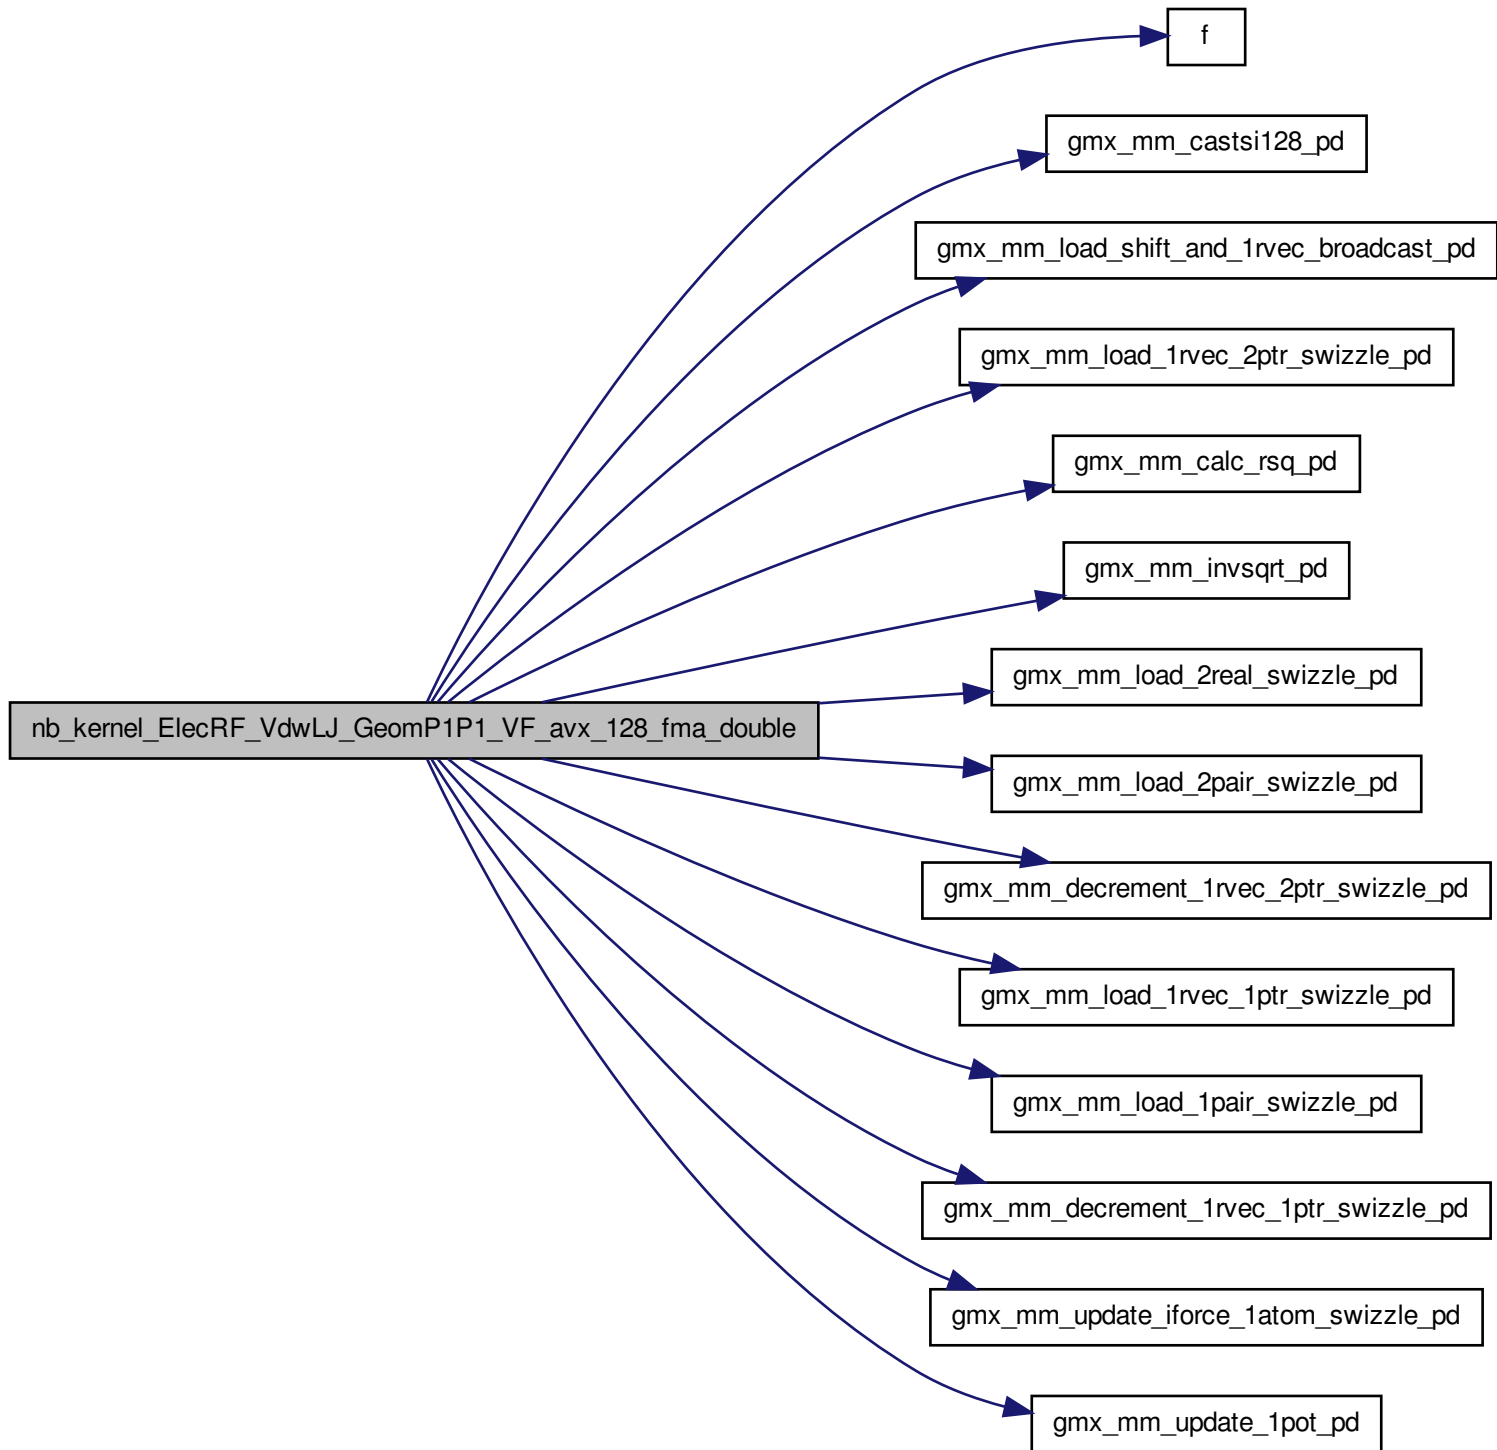 f
gmx_mm_castsi128_pd
gmx_mm_load_shift_and_1rvec_broadcast_pd
gmx_mm_load_1rvec_2ptr_swizzle_pd
gmx_mm_calc_rsq_pd
gmx_mm_invsqrt_pd
gmx_mm_load_2real_swizzle_pd
nb_kernel_ElecRF_VdwLJ_GeomP1P1_VF_avx_128_fma_double
gmx_mm_load_2pair_swizzle_pd
gmx_mm_decrement_1rvec_2ptr_swizzle_pd
gmx_mm_load_1rvec_1ptr_swizzle_pd
gmx_mm_load_1pair_swizzle_pd
gmx_mm_decrement_1rvec_1ptr_swizzle_pd
gmx_mm_update_iforce_1atom_swizzle_pd
gmx_mm_update_1pot_pd